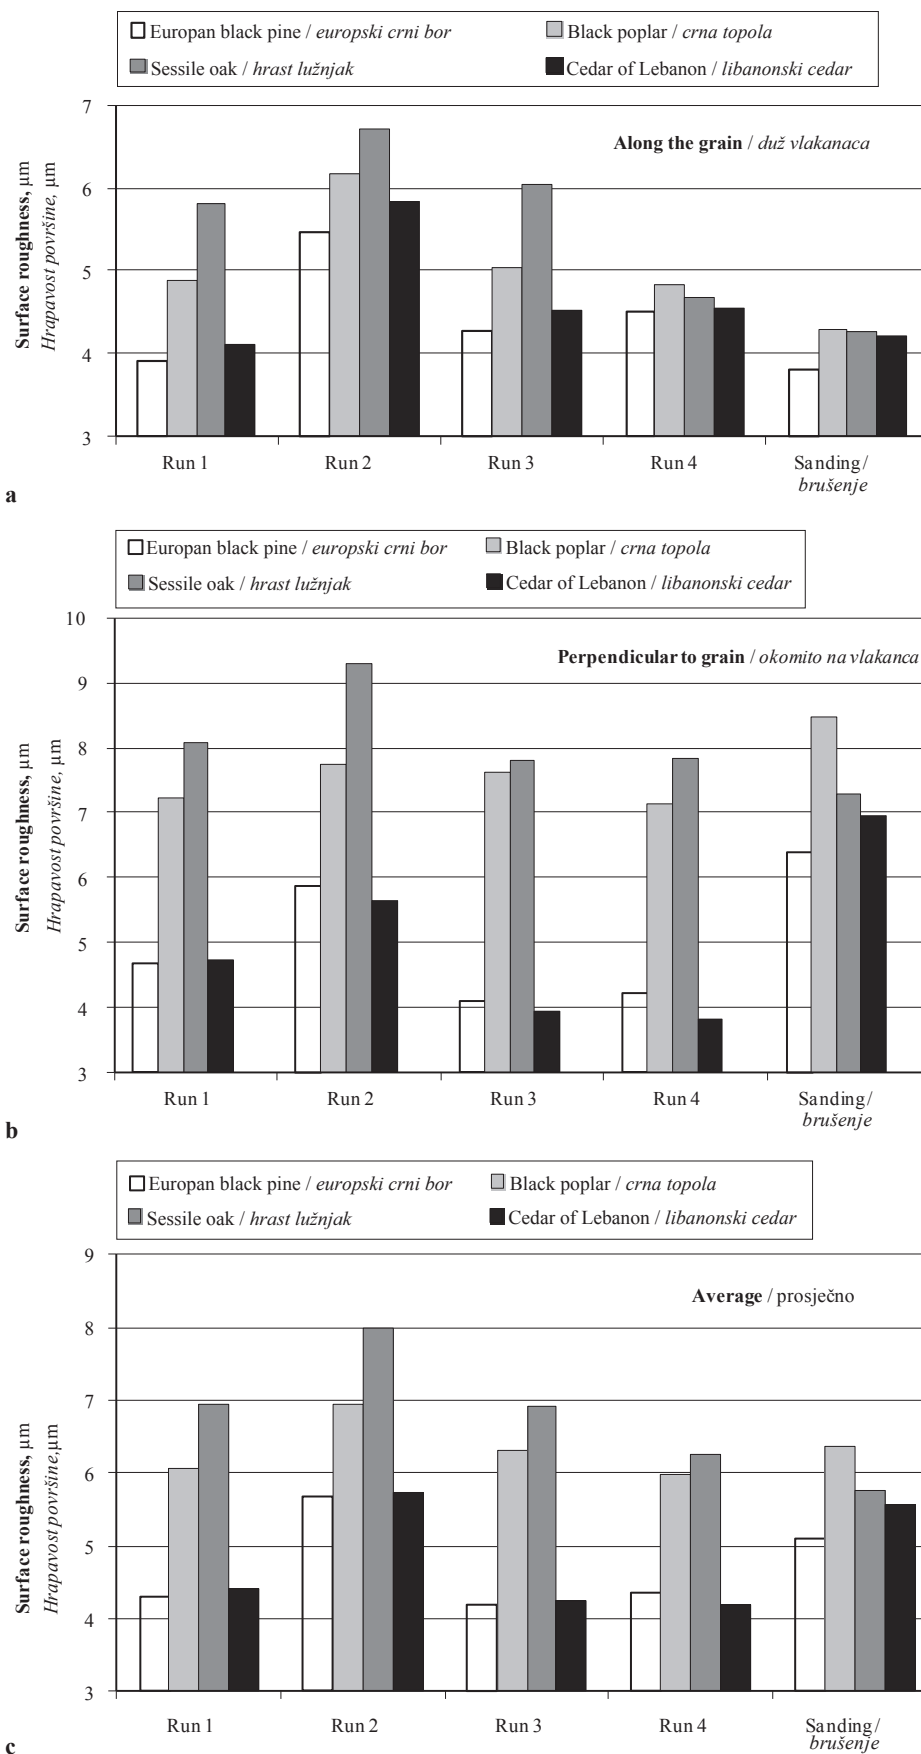 Europan black pine / europski crni bor
Black poplar / crna topola
Sessile oak / hrast lužnjak
Cedar of Lebanon / libanonski cedar
Along the grain / duž vlakanaca
Surface roughness, µm
Hrapavost površine, µm
7
6
5
4
3
Run 1
Run 2
Run 3
Run 4
Sanding/
brušenje
a
Europan black pine / europski crni bor
Black poplar / crna topola
Sessile oak / hrast lužnjak
Cedar of Lebanon / libanonski cedar
Perpendicular to grain / okomito na vlakanca
Surface roughness, µm
Hrapavost površine, µm
10
9
8
7
6
5
4
3
Run 1
Run 2
Run 3
Run 4
Sanding/
brušenje
b
Europan black pine / europski crni bor
Black poplar / crna topola
Sessile oak / hrast lužnjak
Cedar of Lebanon / libanonski cedar
Average / prosječno
Surface roughness, µm
Hrapavost površine,µm
9
8
7
6
5
4
3
Run 1
Run 2
Run 3
Run 4
Sanding/
brušenje
c